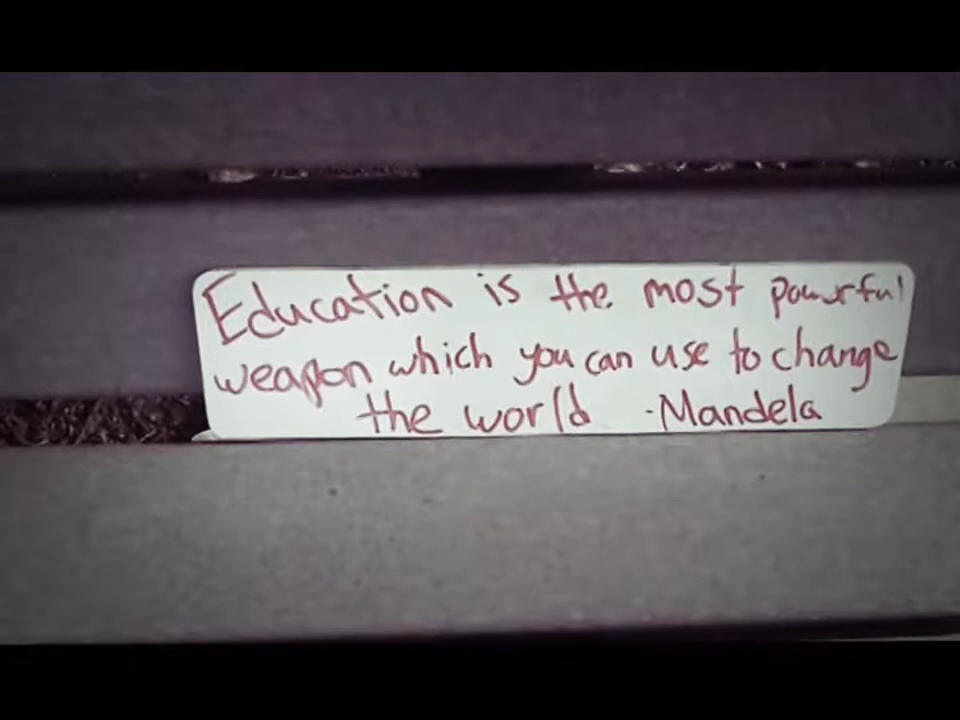 Education is the most powerful
weapon which you can use to change
the world -Mandela